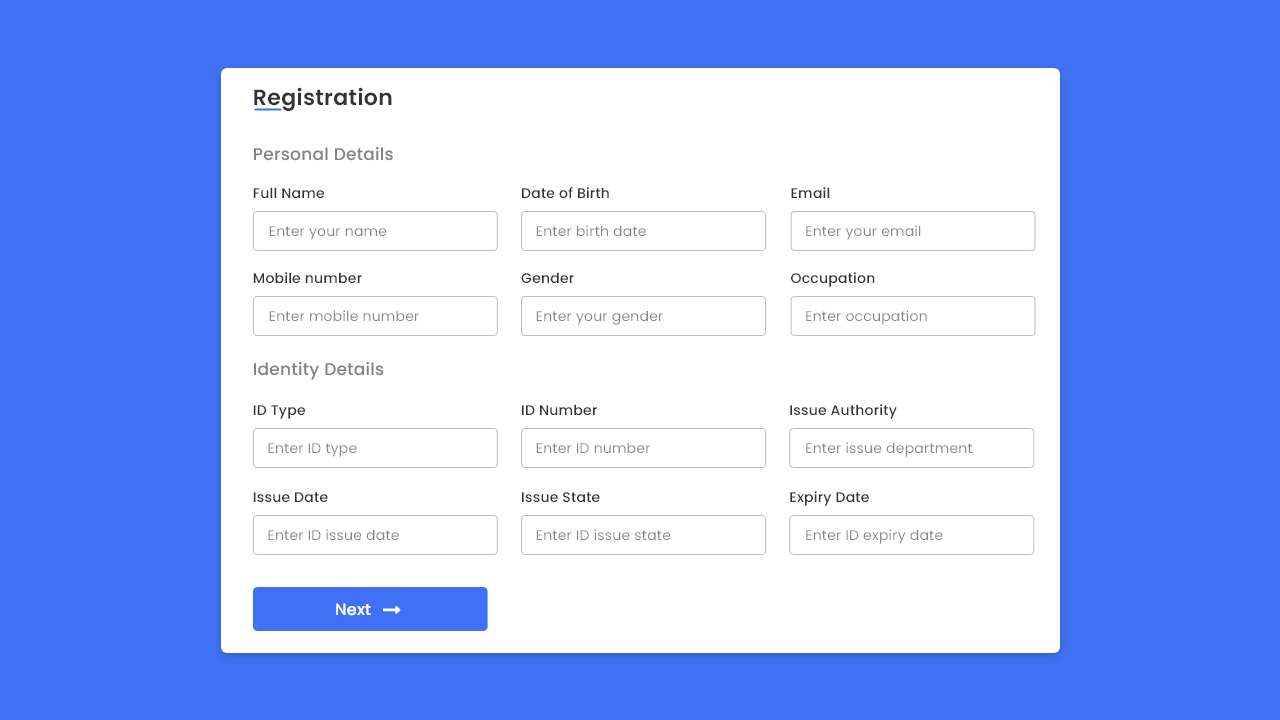 Registration
Personal Details
Full Name Date of Birth Email
Enter your name Enter birth date Enter your email
Mobile number Gender Occupation
Enter mobile number Enter your gender Enter occupation
Identity Details
ID Type ID Number Issue Authority
Enter ID type Enter ID number Enter issue department
Issue Date Issue State Expiry Date
Enter ID issue date Enter ID issue state Enter ID expiry date
Next